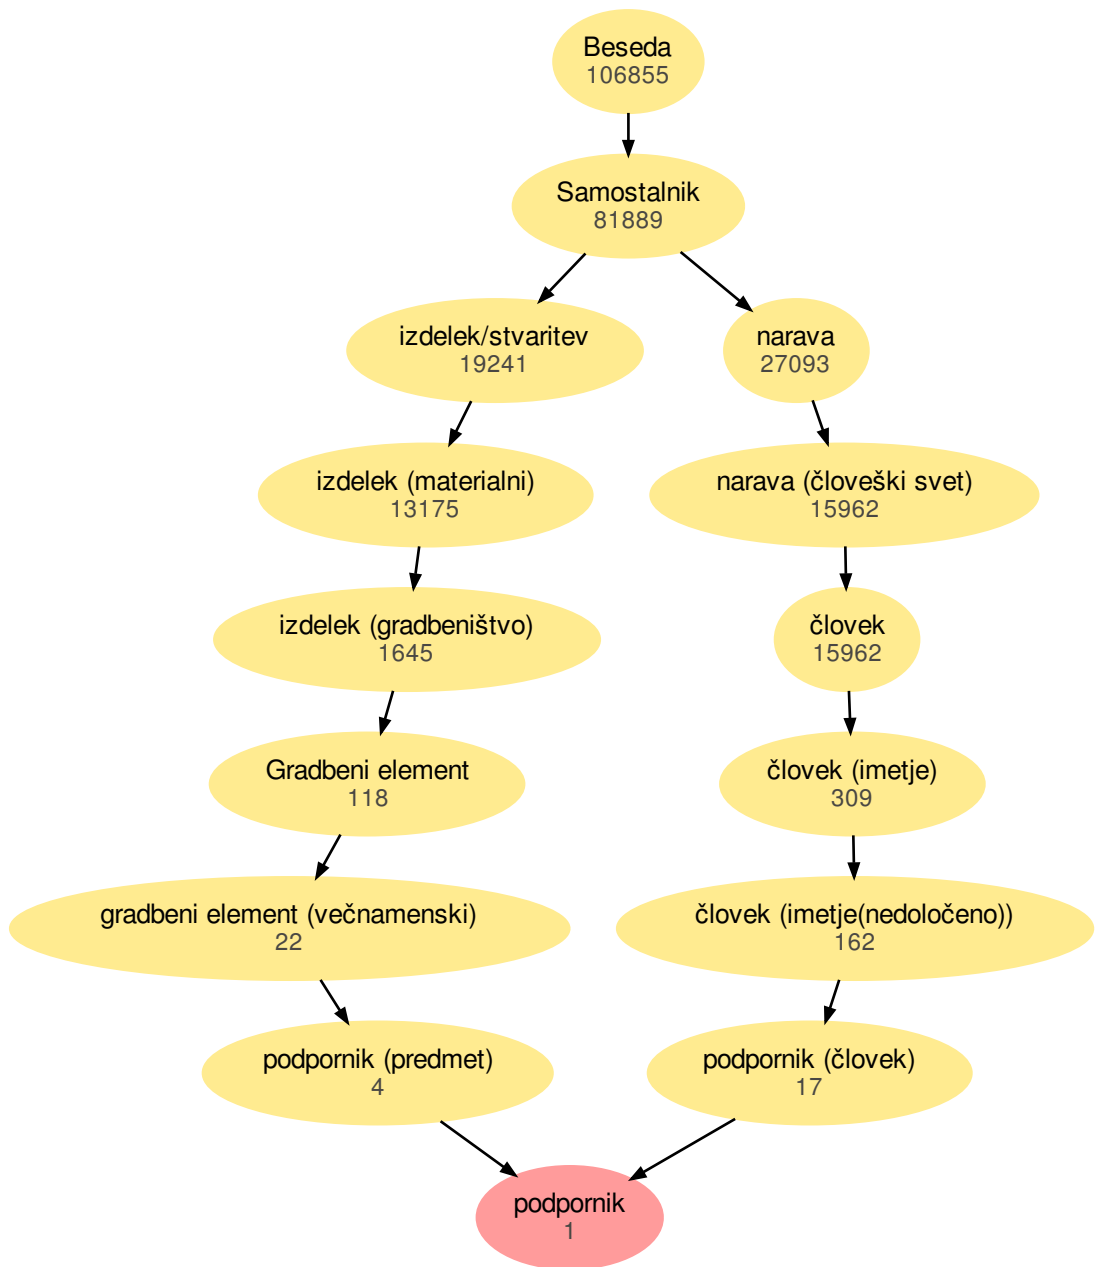 Beseda
106855
Samostalnik
81889
izdelek/stvaritev
19241
narava
27093
izdelek (materialni)
13175
narava (človeški svet)
15962
izdelek (gradbeništvo)
1645
človek
15962
Gradbeni element
118
človek (imetje)
309
gradbeni element (večnamenski)
22
človek (imetje(nedoločeno))
162
podpornik (predmet)
4
podpornik (človek)
17
podpornik
1